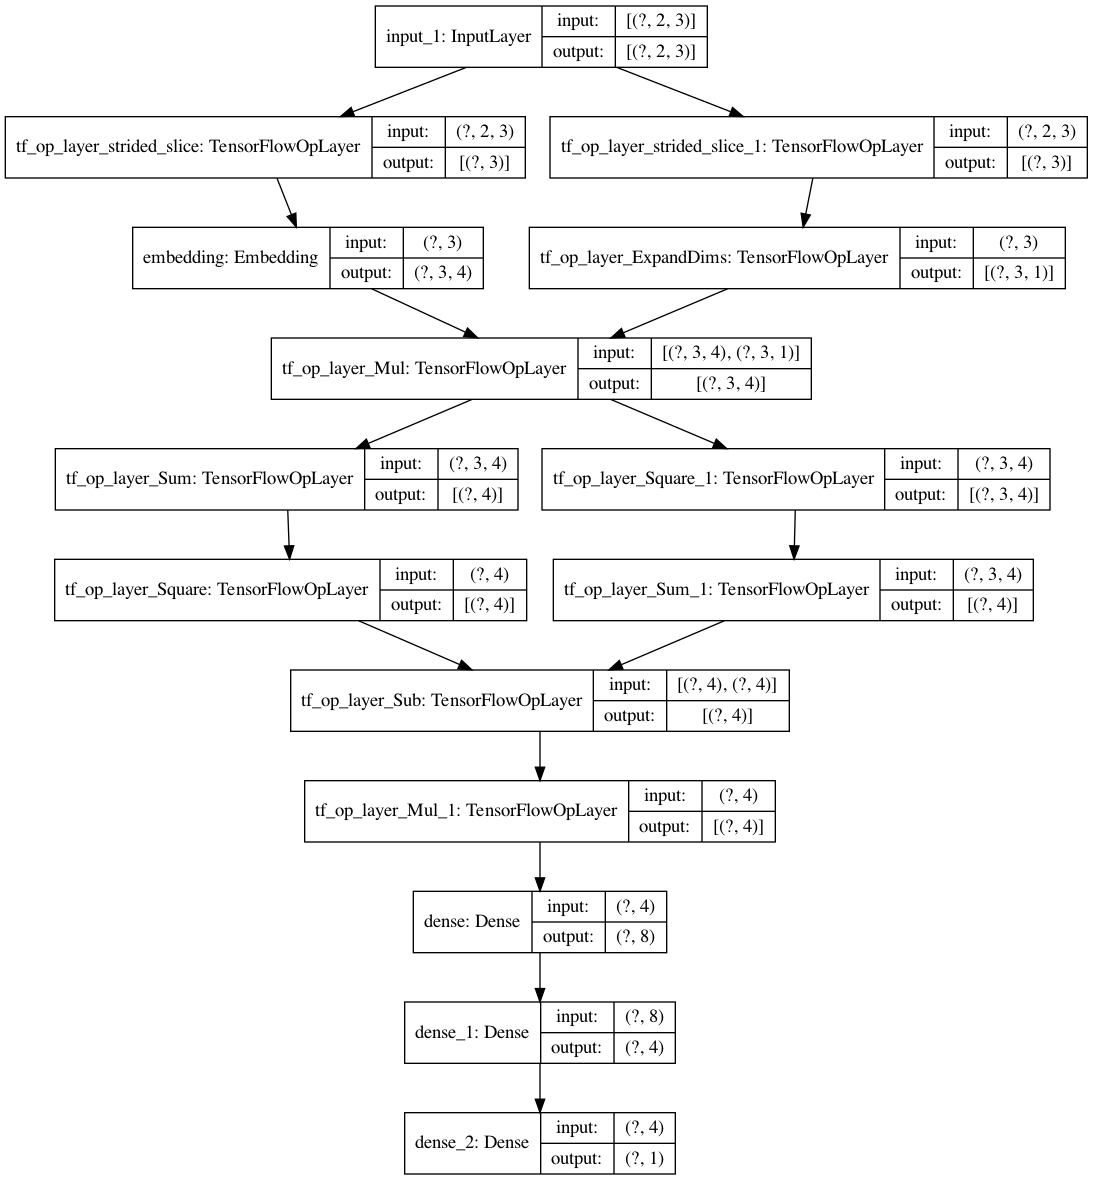 input_1: InputLayer
input: [(?, 2, 3)]
output: [(?, 2, 3)]
tf_op_layer_strided_slice: TensorFlowOpLayer
input: (?, 2, 3)
output: [(?, 3)]
tf_op_layer_strided_slice_1: TensorFlowOpLayer
input: (?, 2, 3)
output: [(?, 3)]
embedding: Embedding
input: (?, 3)
output: (?, 3, 4)
tf_op_layer_ExpandDims: TensorFlowOpLayer
input: (?, 3)
output: [(?, 3, 1)]
tf_op_layer_Mul: TensorFlowOpLayer
input: [(?, 3, 4), (?, 3, 1)]
output: [(?, 3, 4)]
tf_op_layer_Sum: TensorFlowOpLayer
input: (?, 3, 4)
output: [(?, 4)]
tf_op_layer_Square_1: TensorFlowOpLayer
input: (?, 3, 4)
output: [(?, 3, 4)]
tf_op_layer_Square: TensorFlowOpLayer
input: (?, 4)
output: [(?, 4)]
tf_op_layer_Sum_1: TensorFlowOpLayer
input: (?, 3, 4)
output: [(?, 4)]
tf_op_layer_Sub: TensorFlowOpLayer
input: [(?, 4), (?, 4)]
output: [(?, 4)]
tf_op_layer_Mul_1: TensorFlowOpLayer
input: (?, 4)
output: [(?, 4)]
dense: Dense
input: (?, 4)
output: (?, 8)
dense_1: Dense
input: (?, 8)
output: (?, 4)
dense_2: Dense
input: (?, 4)
output: (?, 1)